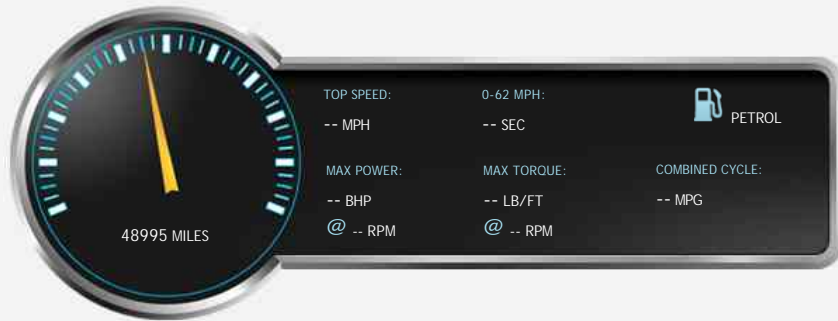 48995 MILES
TOP SPEED:
-- MPH
0-62 MPH:
-- SEC
PETROL
MAX POWER:
-- BHP
@ -- RPM
MAX TORQUE:
-- LB/FT
@ -- RPM
COMBINED CYCLE:
-- MPG